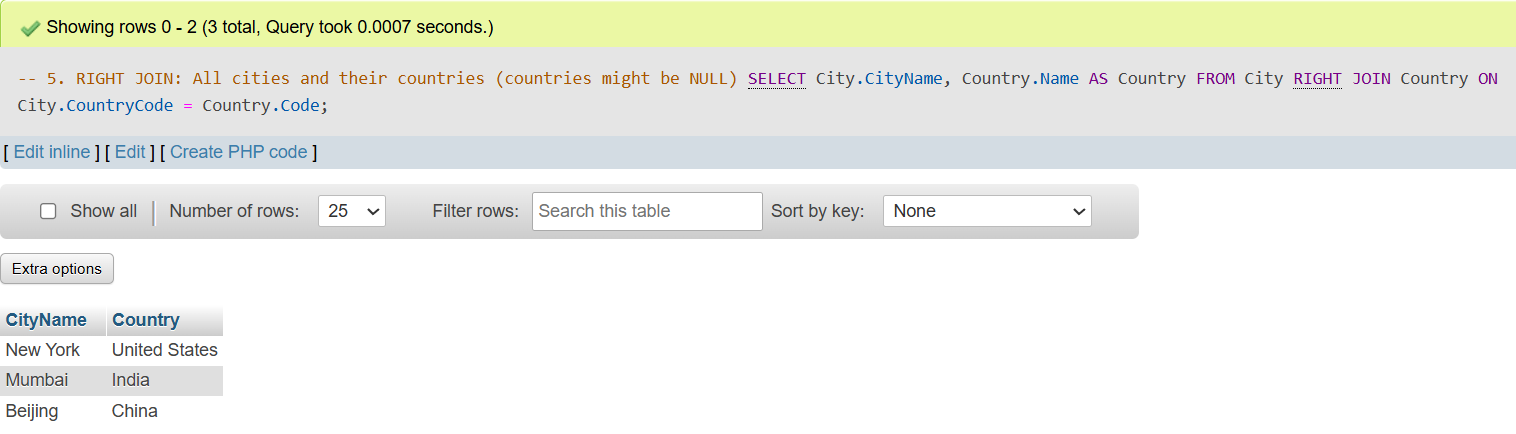 Showing rows 0 - 2 (3 total, Query took 0.0007 seconds.)
-- 5. RIGHT JOIN: All cities and their countries (countries might be NULL) SELECT City.CityName, Country.Name AS Country FROM City RIGHT JOIN Country ON
City.CountryCode = Country.Code;
[ Edit inline ] [ Edit ] [ Create PHP code ]
Show all | Number of rows: 25 Filter rows: Search this table Sort by key: None
Extra options
CityName Country
New York United States
Mumbai India
Beijing China